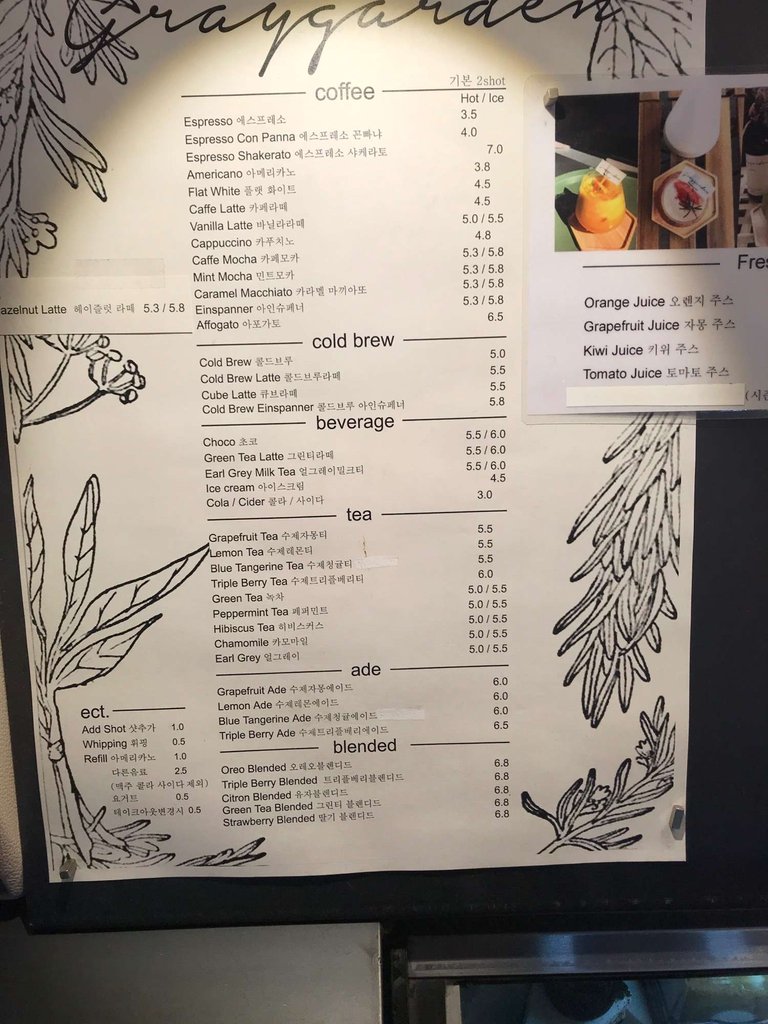 Graygarden
coffee
기본 2shot
Hot / Ice
Espresso 에스프레소 3.5
Espresso Con Panna 에스프레소 꼰빠냐 4.0
Espresso Shakerato 에스프레소 샤케라토 7.0
Americano 아메리카노 3.8
Flat White 플랫 화이트 4.5
Caffe Latte 카페라떼 4.5
Vanilla Latte 바닐라라떼 5.0 / 5.5
Cappuccino 카푸치노 4.8
Caffe Mocha 카페모카 5.3 / 5.8
Mint Mocha 민트모카 5.3 / 5.8
Caramel Macchiato 카라멜 마끼아또 5.3 / 5.8
Einspanner 아인슈페너 5.3 / 5.8
Affogato 아포가토 6.5
azelnut Latte 헤이즐럿 라떼 5.3 / 5.8
cold brew
Cold Brew 콜드브루 5.0
Cold Brew Latte 콜드브루라떼 5.5
Cube Latte 큐브라떼 5.5
Cold Brew Einspanner 콜드브루 아인슈페너 5.8
beverage
Choco 초코 5.5 / 6.0
Green Tea Latte 그린티라떼 5.5 / 6.0
Earl Grey Milk Tea 얼그레이밀크티 5.5 / 6.0
Ice cream 아이스크림 4.5
Cola / Cider 콜라 / 사이다 3.0
tea
Grapefruit Tea 수제자몽티 5.5
Lemon Tea 수제레몬티 5.5
Blue Tangerine Tea 수제청귤티 5.5
Triple Berry Tea 수제트리플베리티 6.0
Green Tea 녹차 5.0 / 5.5
Peppermint Tea 페퍼민트 5.0 / 5.5
Hibiscus Tea 히비스커스 5.0 / 5.5
Chamomile 카모마일 5.0 / 5.5
Earl Grey 얼그레이 5.0 / 5.5
ade
Grapefruit Ade 수제자몽에이드 6.0
Lemon Ade 수제레몬에이드 6.0
Blue Tangerine Ade 수제청귤에이드 6.0
Triple Berry Ade 수제트리플베리에이드 6.5
blended
Oreo Blended 오레오블렌디드 6.8
Triple Berry Blended 트리플베리블렌디드 6.8
Citron Blended 유자블렌디드 6.8
Green Tea Blended 그린티 블렌디드 6.8
Strawberry Blended 딸기 블렌디드 6.8
ect.
Add Shot 샷추가 1.0
Whipping 휘핑 0.5
Refill 아메리카노 1.0
다른음료 2.5
(맥주 콜라 사이다 제외)
요거트 0.5
테이크아웃변경시 0.5
Fres
Orange Juice 오렌지 주스
Grapefruit Juice 자몽 주스
Kiwi Juice 키위 주스
Tomato Juice 토마토 주스
(시즌